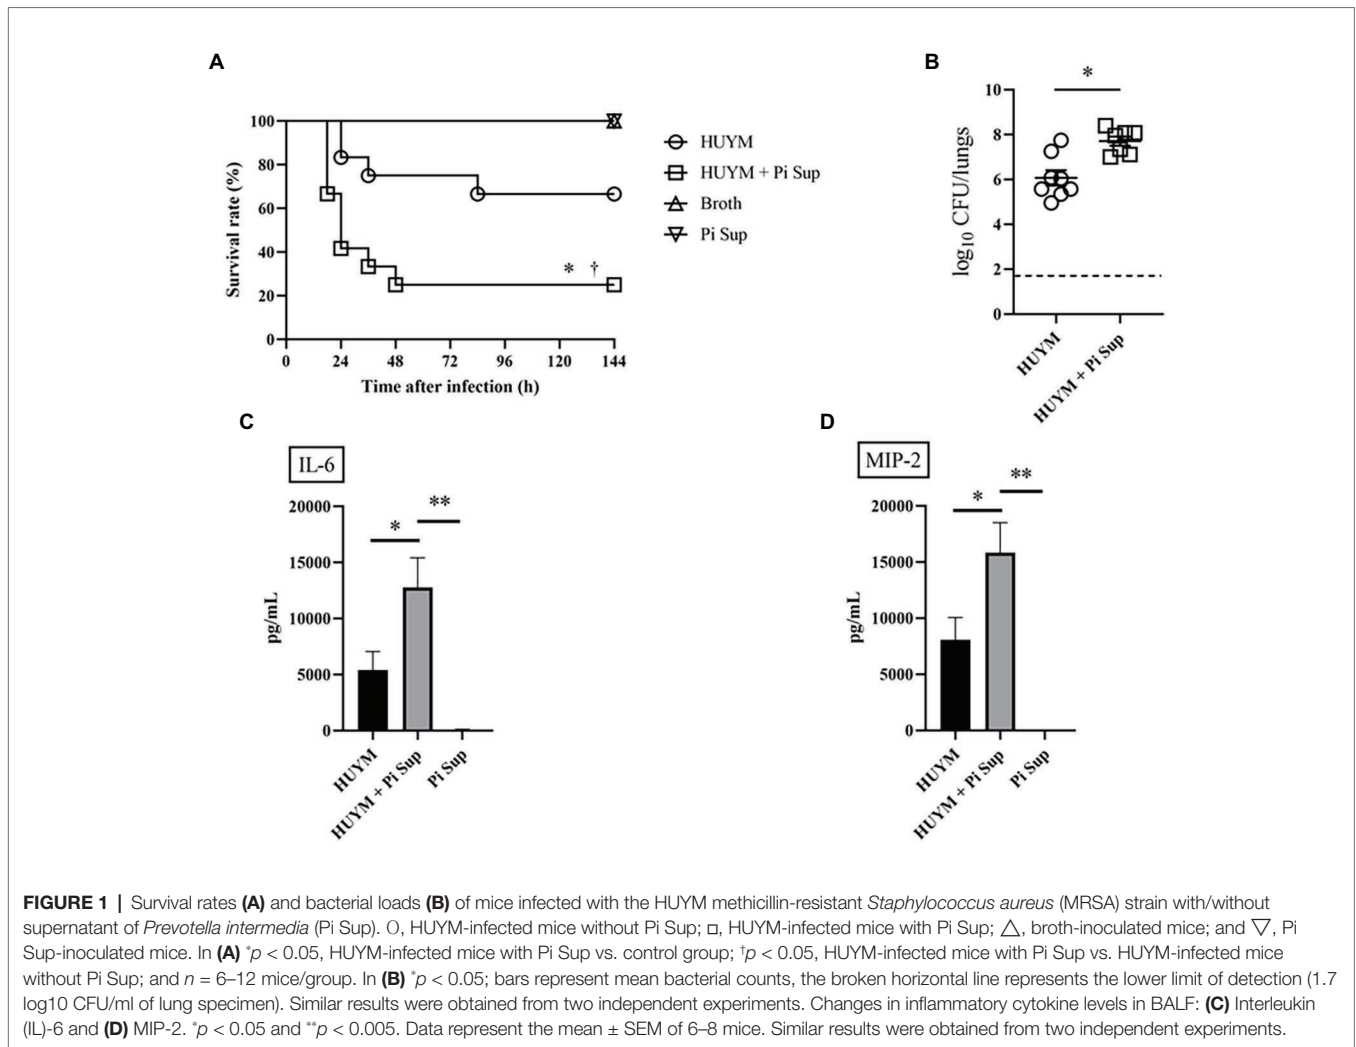 A
100
80
60
40
20
0
Survival rate (%)
0 24 48 72 96 120 144
Time after infection (h)
* †
HUYM
HUYM + Pi Sup
Broth
Pi Sup
B
*
10
8
6
4
2
0
log10 CFU/lungs
HUYM
HUYM + Pi Sup
C
IL-6
20000
15000
10000
5000
0
pg/mL
*
**
HUYM
HUYM + Pi Sup
Pi Sup
D
MIP-2
20000
15000
10000
5000
0
pg/mL
*
**
HUYM
HUYM + Pi Sup
Pi Sup
FIGURE 1 | Survival rates (A) and bacterial loads (B) of mice infected with the HUYM methicillin-resistant Staphylococcus aureus (MRSA) strain with/without
supernatant of Prevotella intermedia (Pi Sup). O, HUYM-infected mice without Pi Sup; □, HUYM-infected mice with Pi Sup; △, broth-inoculated mice; and ▽, Pi
Sup-inoculated mice. In (A) *p < 0.05, HUYM-infected mice with Pi Sup vs. control group; †p < 0.05, HUYM-infected mice with Pi Sup vs. HUYM-infected mice
without Pi Sup; and n = 6–12 mice/group. In (B) *p < 0.05; bars represent mean bacterial counts, the broken horizontal line represents the lower limit of detection (1.7
log10 CFU/ml of lung specimen). Similar results were obtained from two independent experiments. Changes in inflammatory cytokine levels in BALF: (C) Interleukin
(IL)-6 and (D) MIP-2. *p < 0.05 and **p < 0.005. Data represent the mean ± SEM of 6–8 mice. Similar results were obtained from two independent experiments.